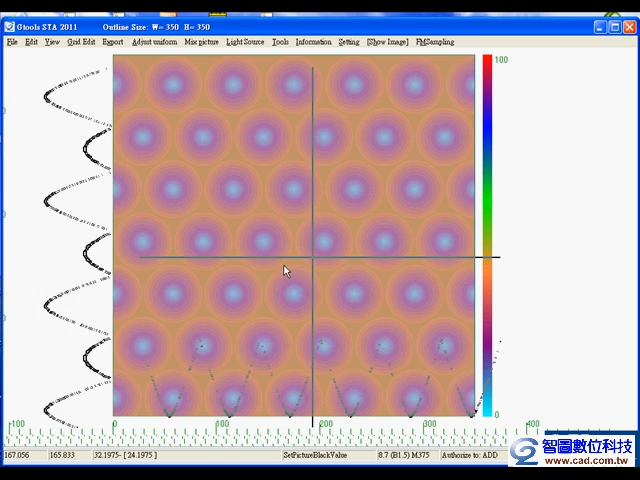 Gtools STA 2011 Outline Size: W= 350 H= 350
File Edit View Grid Edit Export Adjust uniform Mix picture Light Source Tools Information Setting [Show Image] FMSampling
100
0
-100 0 100 200 300 400
167.056 165.833 32.1975- [ 24.1975 ] SetPictureBlackValue 8.7 (B1.5) M375 Authorize to: ADD
智圖數位科技
www.cad.com.tw